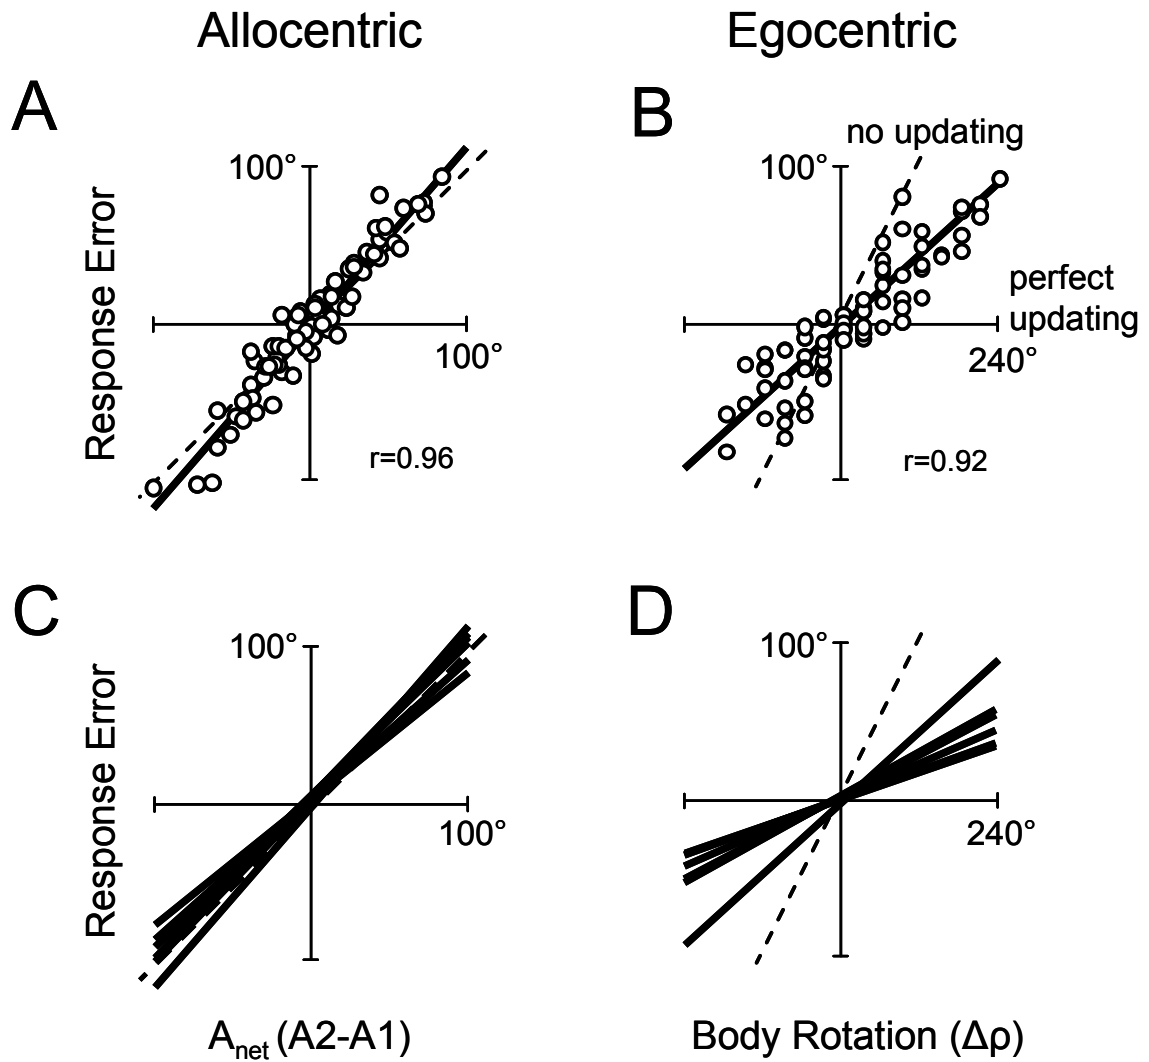 Allocentric
Egocentric
A
B
no updating
100°
100°
Response Error
perfect
updating
100°
240°
r=0.96
r=0.92
C
D
100°
100°
Response Error
100°
240°
Anet (A2-A1)
Body Rotation (Δρ)